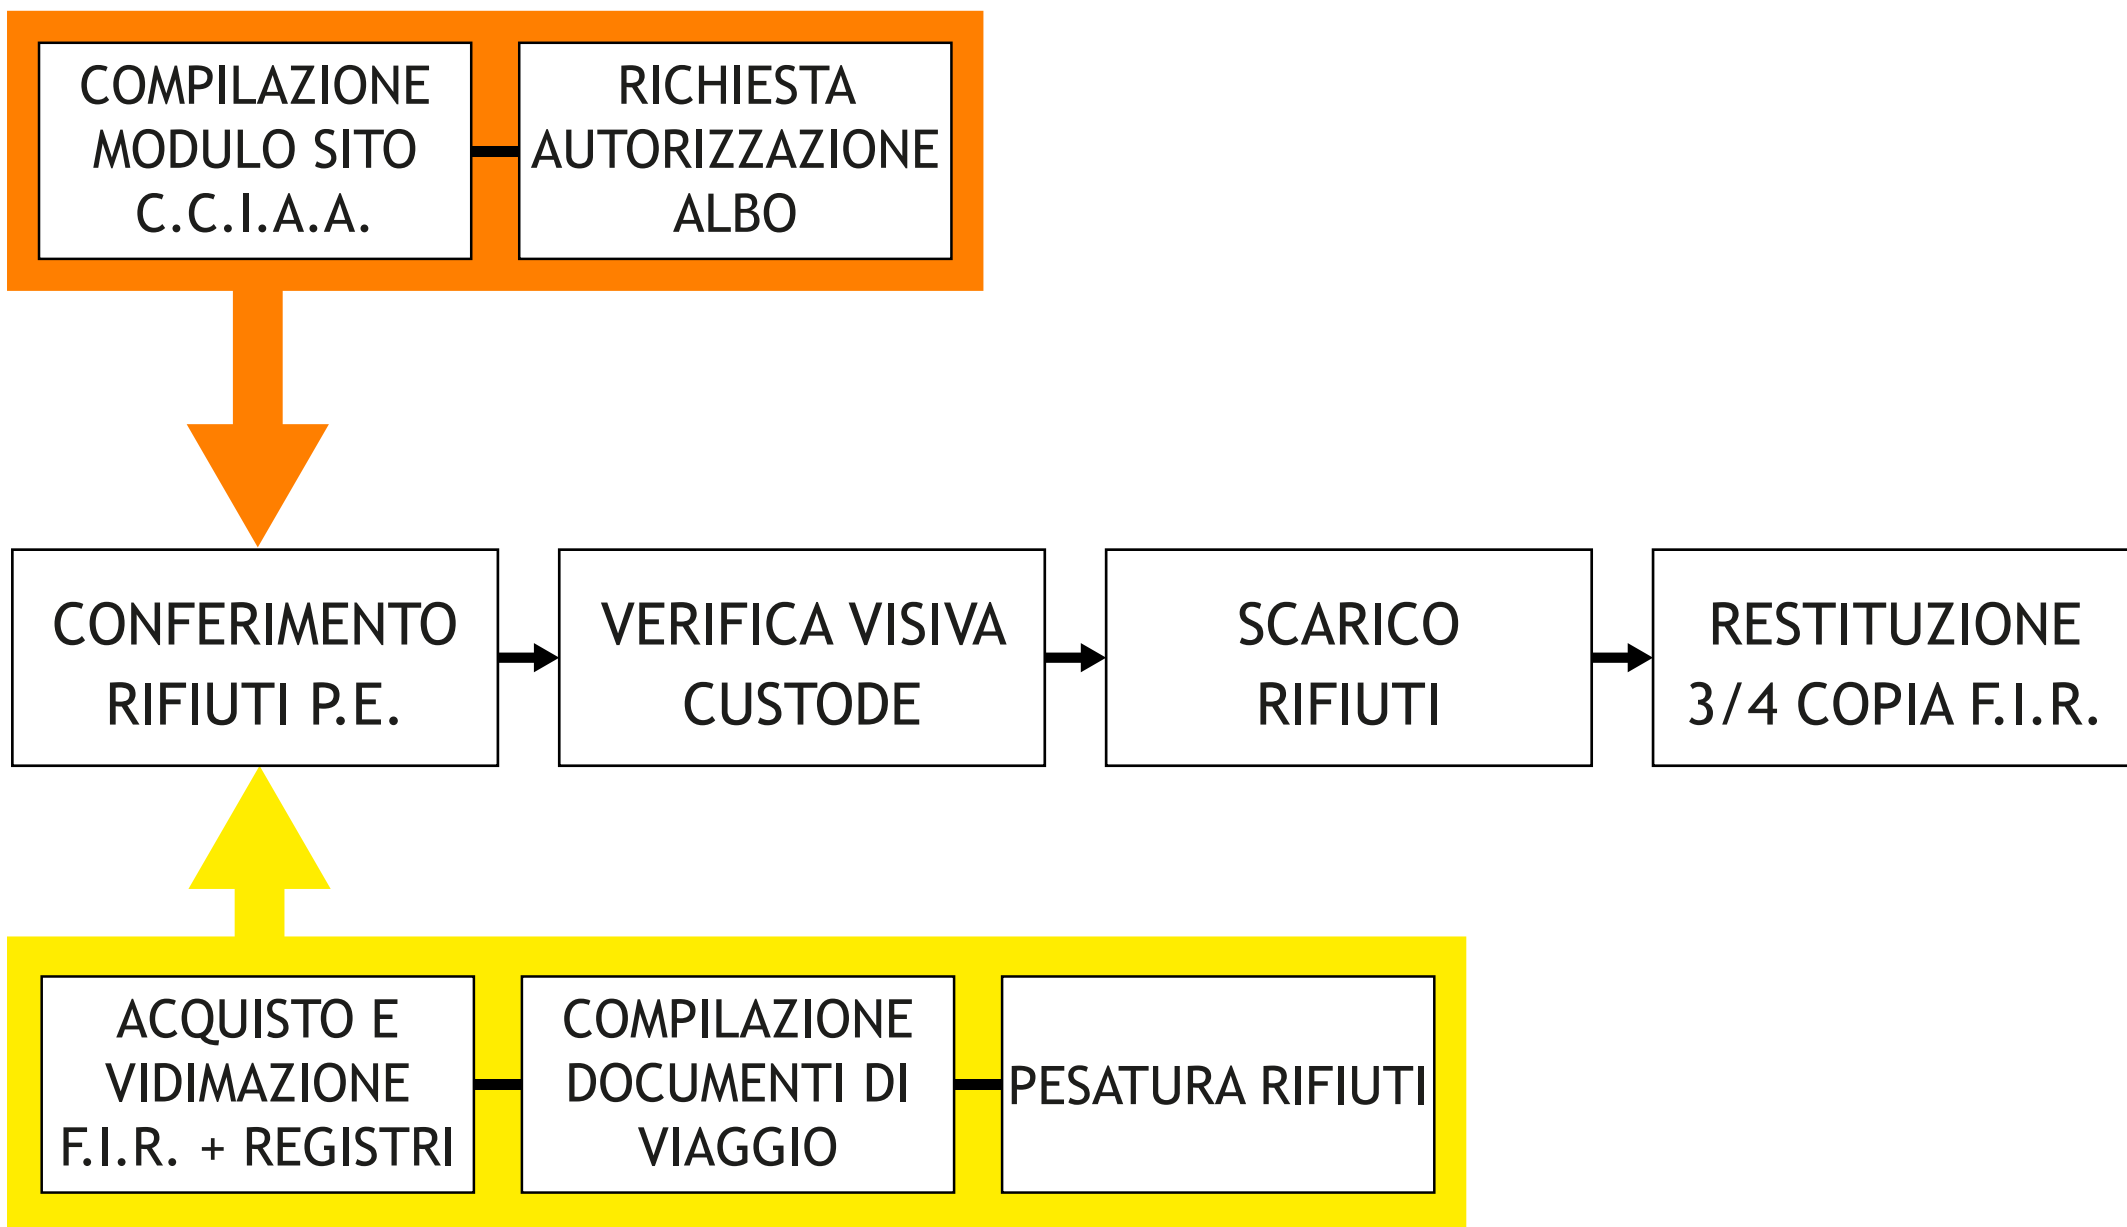 COMPILAZIONE
MODULO SITO
C.C.I.A.A.
RICHIESTA
AUTORIZZAZIONE
ALBO
CONFERIMENTO
RIFIUTI P.E.
VERIFICA VISIVA
CUSTODE
SCARICO
RIFIUTI
RESTITUZIONE
3/4 COPIA F.I.R.
ACQUISTO E
VIDIMAZIONE
F.I.R. + REGISTRI
COMPILAZIONE
DOCUMENTI DI
VIAGGIO
PESATURA RIFIUTI